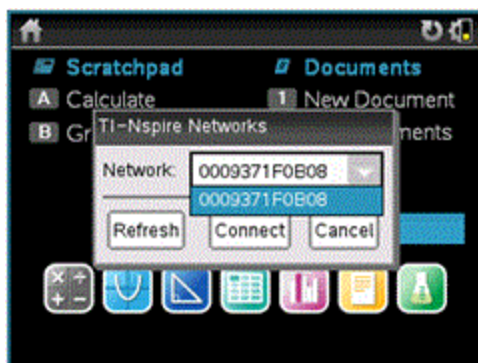 Scratchpad
Documents
A Calculate
1 New Document
B Gr
ments
TI-Nspire Networks
Network: 0009371F0B08
0009371F0B08
Refresh Connect Cancel